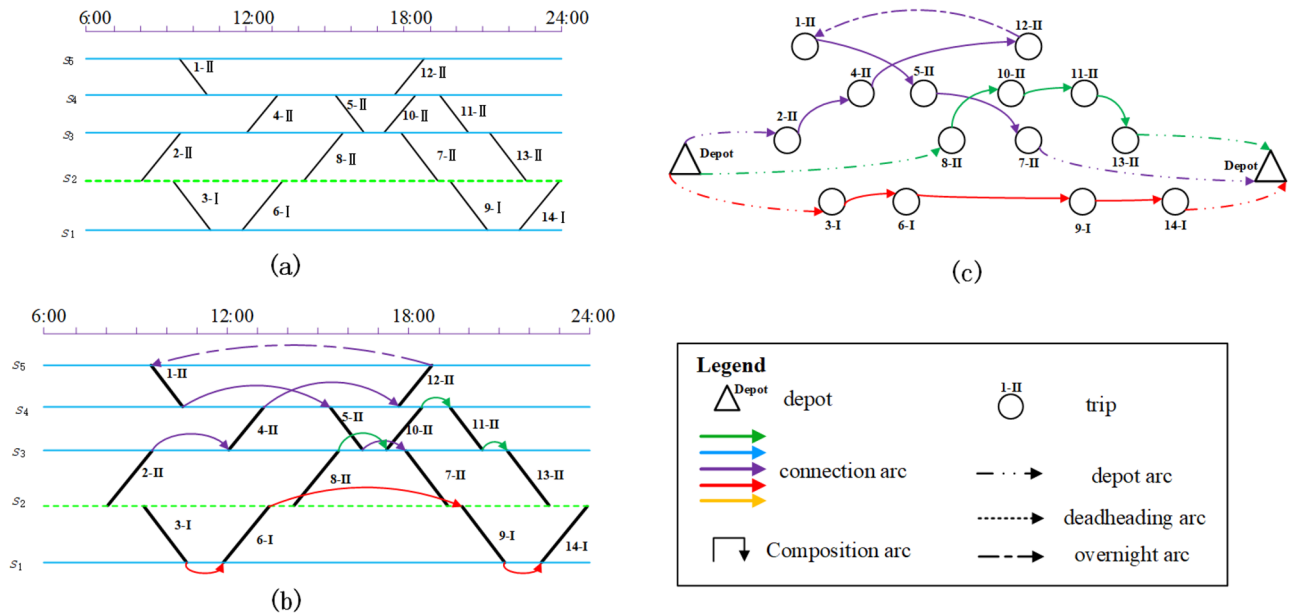 6:00 12:00 18:00 24:00
S5
1-II 12-II
S4
4-II 5-II 10-II 11-II
S3
2-II 8-II 7-II 13-II
S2
3-I 6-I 9-I 14-I
S1
(a)
6:00 12:00 18:00 24:00
S5
1-II 12-II
S4
4-II 5-II 10-II 11-II
S3
2-II 8-II 7-II 13-II
S2
3-I 6-I 9-I 14-I
S1
(b)
1-II 12-II
4-II 5-II 10-II 11-II
2-II
Depot 8-II 7-II 13-II Depot
3-I 6-I 9-I 14-I
(c)
Legend
Depot depot
1-II trip
connection arc
depot arc
deadheading arc
Composition arc
overnight arc